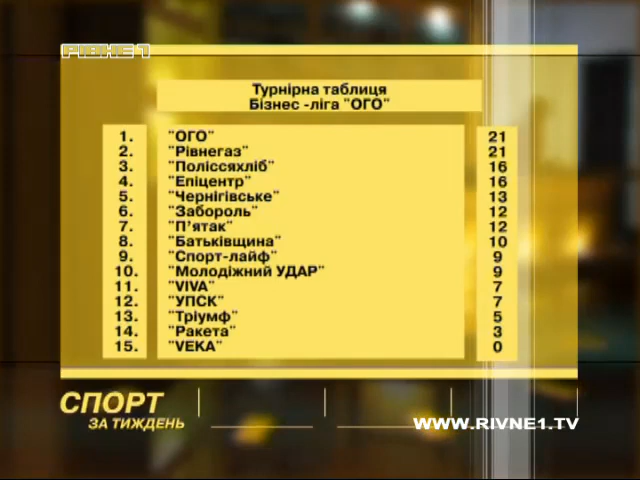 РІВНЕ 1
Турнірна таблиця
Бізнес -ліга "ОГО"
1. "ОГО" 21
2. "Рівнегаз" 21
3. "Поліссяхліб" 16
4. "Епіцентр" 16
5. "Чернігівське" 13
6. "Забороль" 12
7. "П'ятак" 12
8. "Батьківщина" 10
9. "Спорт-лайф" 9
10. "Молодіжний УДАР" 9
11. "VIVA" 7
12. "УПСК" 7
13. "Тріумф" 5
14. "Ракета" 3
15. "VEKA" 0
СПОРТ
ЗА ТИЖДЕНЬ
WWW.RIVNE1.TV